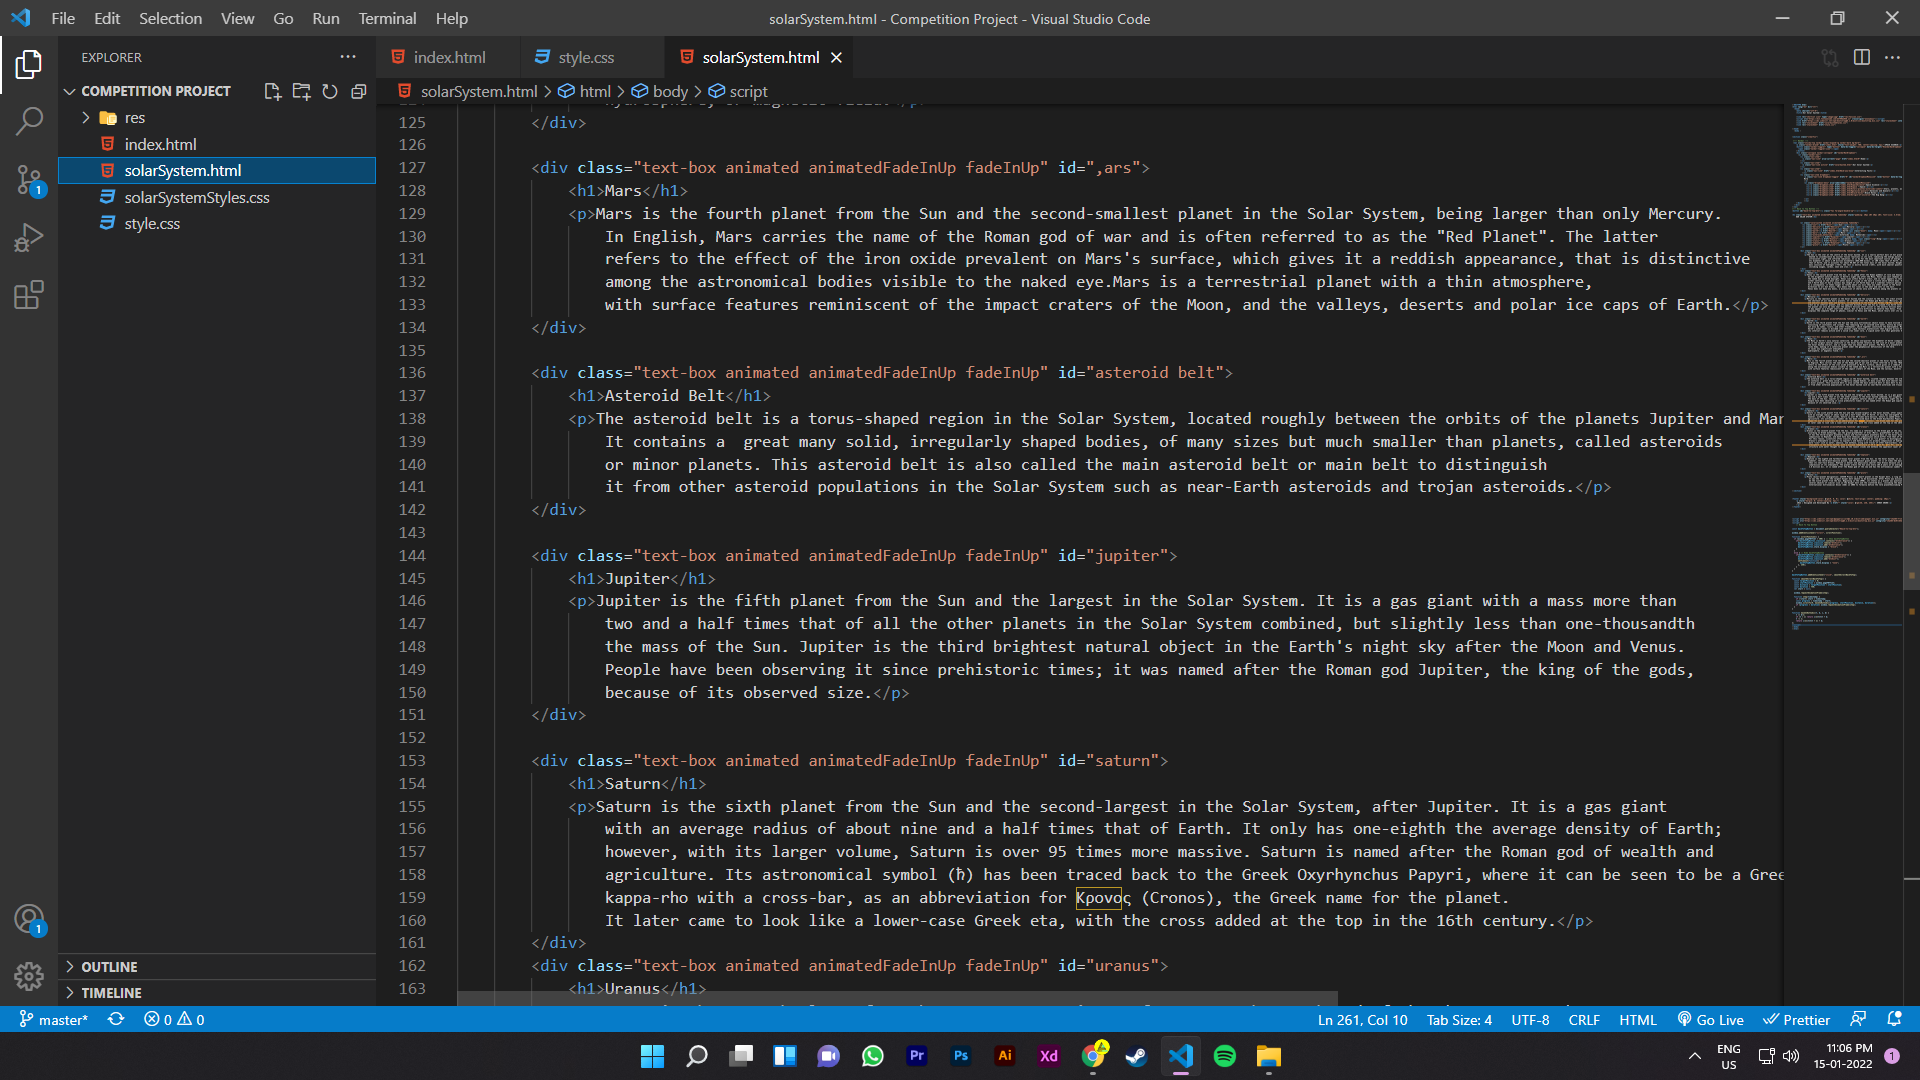 File Edit Selection View Go Run Terminal Help
solarSystem.html - Competition Project - Visual Studio Code
EXPLORER
COMPETITION PROJECT
res
index.html
solarSystem.html
solarSystemStyles.css
style.css
OUTLINE
TIMELINE
index.html style.css solarSystem.html
solarSystem.html > html > body > script
125 </div>
126
127 <div class="text-box animated animatedFadeInUp fadeInUp" id=",ars">
128 <h1>Mars</h1>
129 <p>Mars is the fourth planet from the Sun and the second-smallest planet in the Solar System, being larger than only Mercury.
130 In English, Mars carries the name of the Roman god of war and is often referred to as the "Red Planet". The latter
131 refers to the effect of the iron oxide prevalent on Mars's surface, which gives it a reddish appearance, that is distinctive
132 among the astronomical bodies visible to the naked eye.Mars is a terrestrial planet with a thin atmosphere,
133 with surface features reminiscent of the impact craters of the Moon, and the valleys, deserts and polar ice caps of Earth.</p>
134 </div>
135
136 <div class="text-box animated animatedFadeInUp fadeInUp" id="asteroid belt">
137 <h1>Asteroid Belt</h1>
138 <p>The asteroid belt is a torus-shaped region in the Solar System, located roughly between the orbits of the planets Jupiter and Mar
139 It contains a  great many solid, irregularly shaped bodies, of many sizes but much smaller than planets, called asteroids
140 or minor planets. This asteroid belt is also called the main asteroid belt or main belt to distinguish
141 it from other asteroid populations in the Solar System such as near-Earth asteroids and trojan asteroids.</p>
142 </div>
143
144 <div class="text-box animated animatedFadeInUp fadeInUp" id="jupiter">
145 <h1>Jupiter</h1>
146 <p>Jupiter is the fifth planet from the Sun and the largest in the Solar System. It is a gas giant with a mass more than
147 two and a half times that of all the other planets in the Solar System combined, but slightly less than one-thousandth
148 the mass of the Sun. Jupiter is the third brightest natural object in the Earth's night sky after the Moon and Venus.
149 People have been observing it since prehistoric times; it was named after the Roman god Jupiter, the king of the gods,
150 because of its observed size.</p>
151 </div>
152
153 <div class="text-box animated animatedFadeInUp fadeInUp" id="saturn">
154 <h1>Saturn</h1>
155 <p>Saturn is the sixth planet from the Sun and the second-largest in the Solar System, after Jupiter. It is a gas giant
156 with an average radius of about nine and a half times that of Earth. It only has one-eighth the average density of Earth;
157 however, with its larger volume, Saturn is over 95 times more massive. Saturn is named after the Roman god of wealth and
158 agriculture. Its astronomical symbol (ħ) has been traced back to the Greek Oxyrhynchus Papyri, where it can be seen to be a Gree
159 kappa-rho with a cross-bar, as an abbreviation for Κρονος (Cronos), the Greek name for the planet.
160 It later came to look like a lower-case Greek eta, with the cross added at the top in the 16th century.</p>
161 </div>
162 <div class="text-box animated animatedFadeInUp fadeInUp" id="uranus">
163 <h1>Uranus</h1>
master* 0 0 Ln 261, Col 10 Tab Size: 4 UTF-8 CRLF HTML Go Live Prettier
Pr Ps Ai Xd
ENG US
11:06 PM
15-01-2022
1